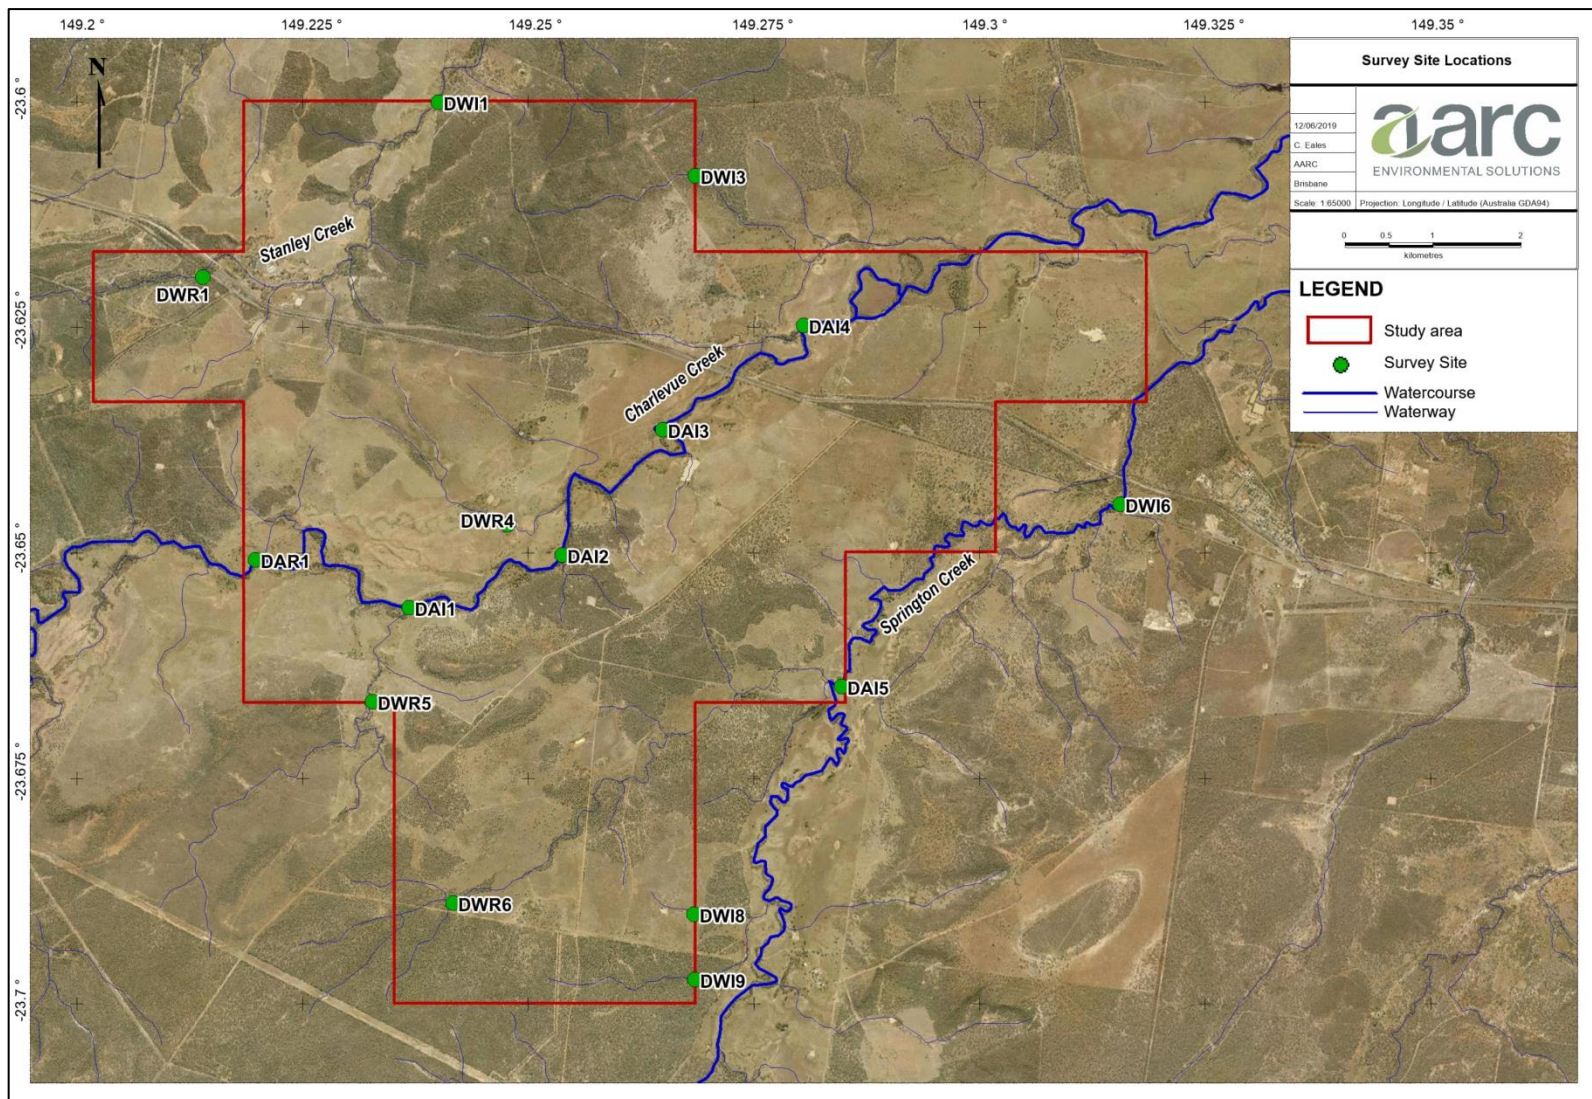 149.2 °
149.225 °
149.25 °
149.275 °
149.3 °
149.325 °
149.35 °
-23.6 °
-23.625 °
-23.65 °
-23.675 °
-23.7 °
N
DWI1
DWI3
Stanley Creek
DWR1
DAI4
Charlevue Creek
DAI3
DWR4
DWI6
DAR1
DAI2
DAI1
Springton Creek
DAI5
DWR5
DWR6
DWI8
DWI9
Survey Site Locations
12/06/2019
C. Eales
AARC
Brisbane
Scale: 1:65000
Projection: Longitude / Latitude (Australia GDA94)
aarc
ENVIRONMENTAL SOLUTIONS
0 0.5 1 2
kilometres
LEGEND
Study area
Survey Site
Watercourse
Waterway